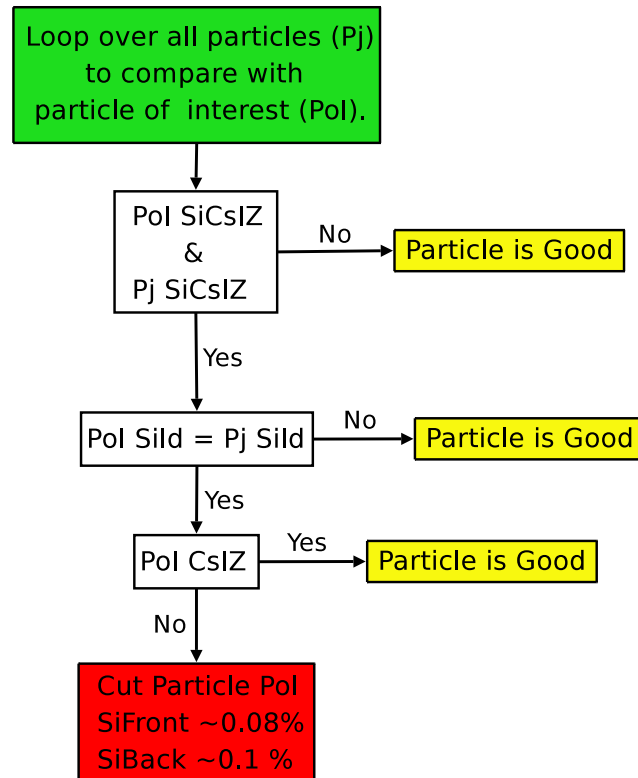 Loop over all particles (Pj)
to compare with
particle of interest (PoI).
PoI SiCsIZ
&
Pj SiCsIZ
No
Particle is Good
Yes
PoI SiId = Pj SiId
No
Particle is Good
Yes
PoI CsIZ
Yes
Particle is Good
No
Cut Particle PoI
SiFront ~0.08%
SiBack ~0.1 %